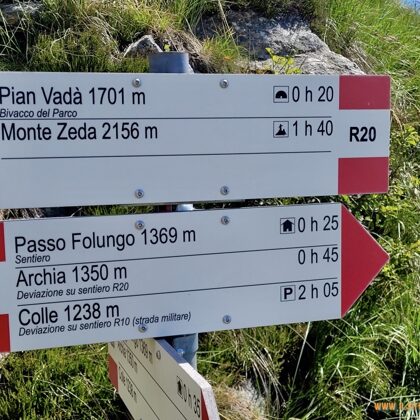 Pian Vadà 1701 m 0 h 20
Bivacco del Parco
Monte Zeda 2156 m 1 h 40
R20
Passo Folungo 1369 m 0 h 25
Sentiero
Archia 1350 m 0 h 45
Deviazione su sentiero R20
Colle 1238 m P 2 h 05
Deviazione su sentiero R10 (strada militare)